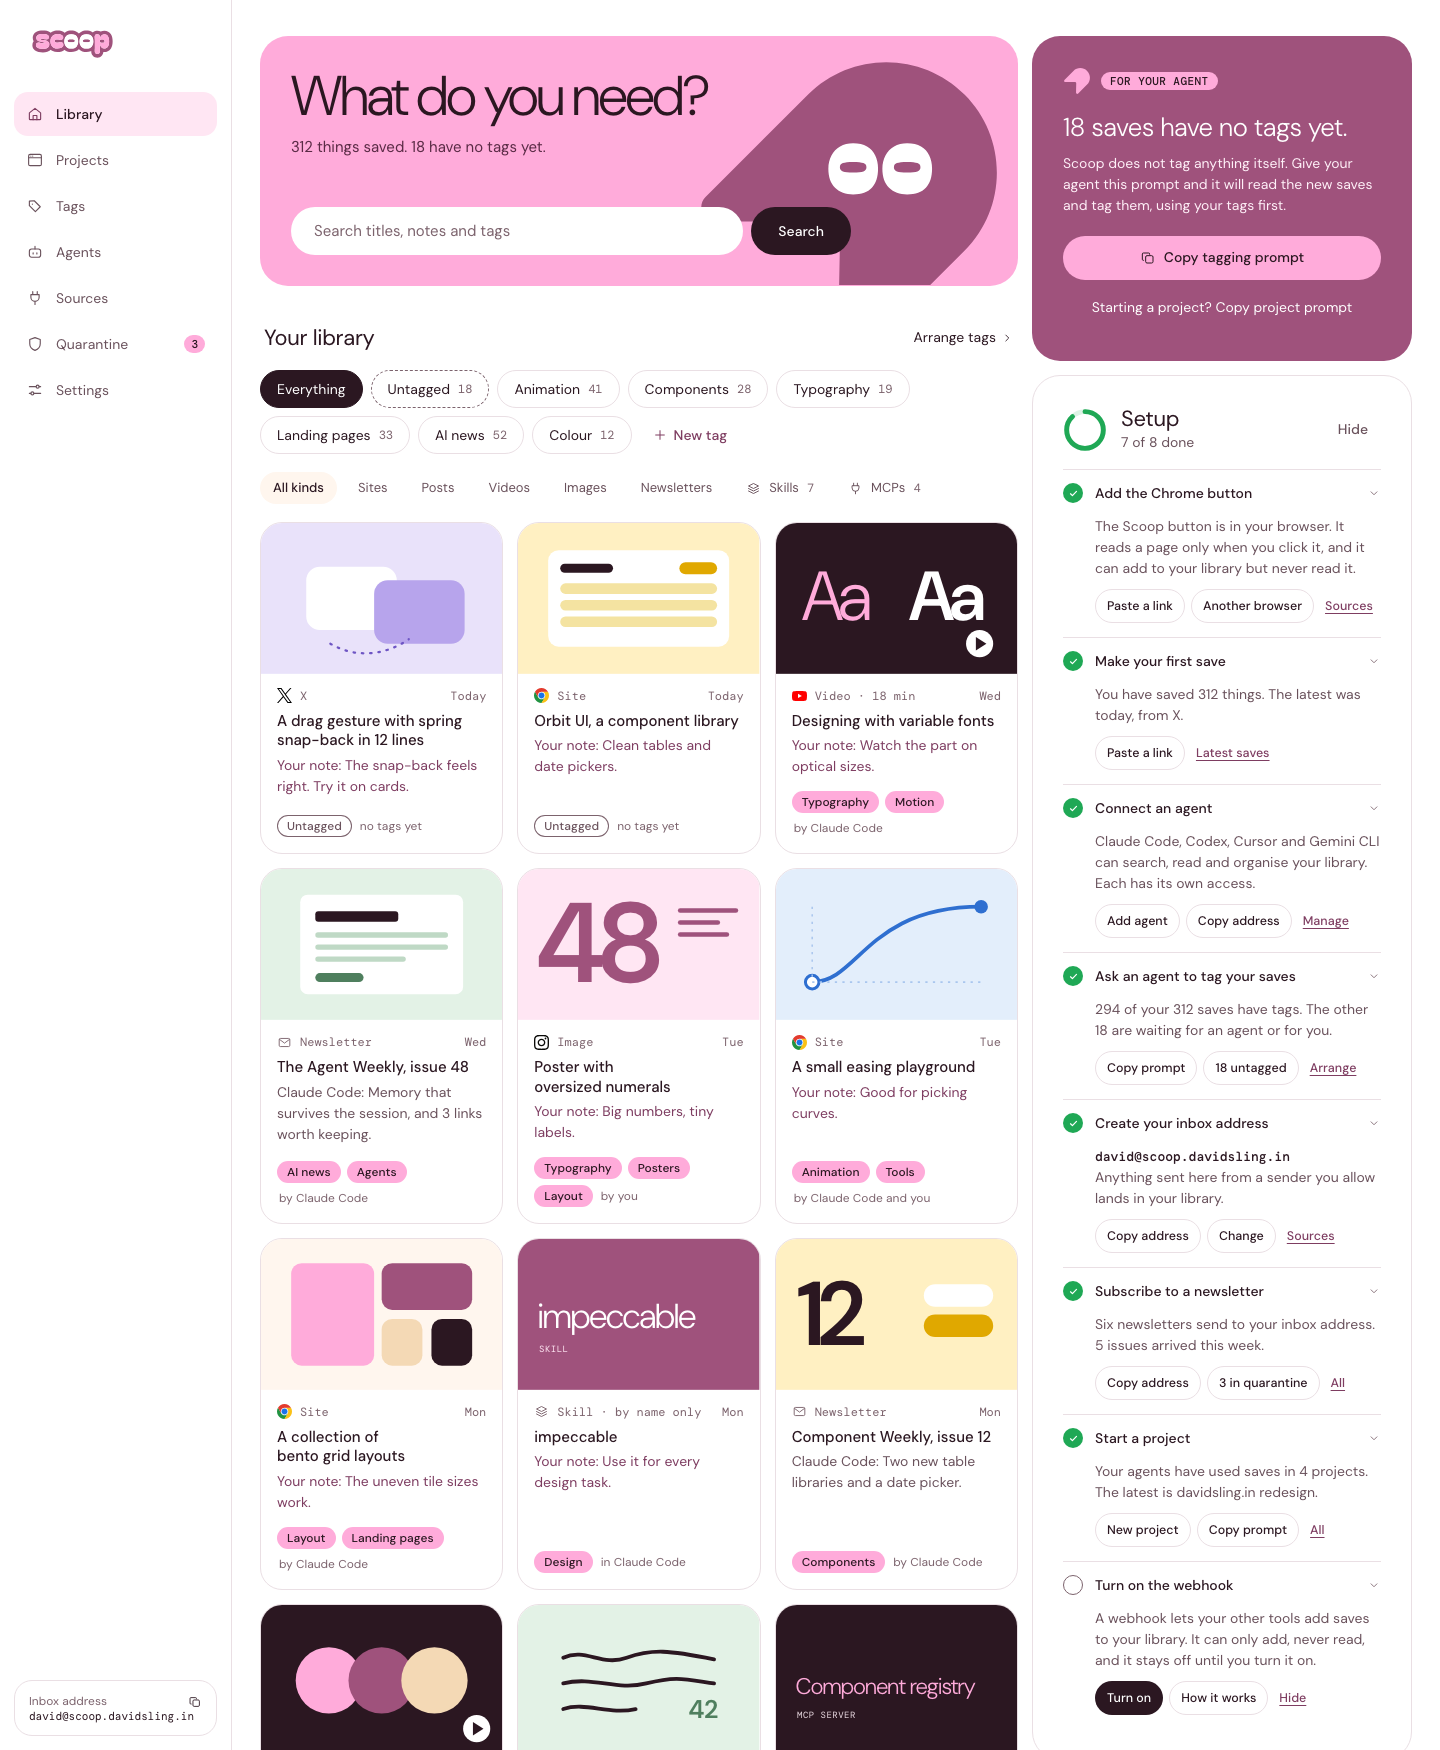 scoop
Library
Projects
Tags
Agents
Sources
Quarantine 3
Settings
Inbox address
david@scoop.davidsling.in
What do you need?
312 things saved. 18 have no tags yet.
Search titles, notes and tags
Search
Your library
Arrange tags
Everything
Untagged 18
Animation 41
Components 28
Typography 19
Landing pages 33
AI news 52
Colour 12
New tag
All kinds
Sites
Posts
Videos
Images
Newsletters
Skills 7
MCPs 4
X Today
A drag gesture with spring
snap-back in 12 lines
Your note: The snap-back feels
right. Try it on cards.
Untagged no tags yet
Site Today
Orbit UI, a component library
Your note: Clean tables and
date pickers.
Untagged no tags yet
Aa Aa
Video · 18 min Wed
Designing with variable fonts
Your note: Watch the part on
optical sizes.
Typography Motion
by Claude Code
Newsletter Wed
The Agent Weekly, issue 48
Claude Code: Memory that
survives the session, and 3 links
worth keeping.
AI news Agents
by Claude Code
48
Image Tue
Poster with
oversized numerals
Your note: Big numbers, tiny
labels.
Typography Posters
Layout by you
Site Tue
A small easing playground
Your note: Good for picking
curves.
Animation Tools
by Claude Code and you
Site Mon
A collection of
bento grid layouts
Your note: The uneven tile sizes
work.
Layout Landing pages
by Claude Code
impeccable
SKILL
Skill · by name only Mon
impeccable
Your note: Use it for every
design task.
Design in Claude Code
12
Newsletter Mon
Component Weekly, issue 12
Claude Code: Two new table
libraries and a date picker.
Components by Claude Code
42
Component registry
MCP SERVER
FOR YOUR AGENT
18 saves have no tags yet.
Scoop does not tag anything itself. Give your
agent this prompt and it will read the new saves
and tag them, using your tags first.
Copy tagging prompt
Starting a project? Copy project prompt
Setup
7 of 8 done
Hide
Add the Chrome button
The Scoop button is in your browser. It
reads a page only when you click it, and it
can add to your library but never read it.
Paste a link Another browser Sources
Make your first save
You have saved 312 things. The latest was
today, from X.
Paste a link Latest saves
Connect an agent
Claude Code, Codex, Cursor and Gemini CLI
can search, read and organise your library.
Each has its own access.
Add agent Copy address Manage
Ask an agent to tag your saves
294 of your 312 saves have tags. The other
18 are waiting for an agent or for you.
Copy prompt 18 untagged Arrange
Create your inbox address
david@scoop.davidsling.in
Anything sent here from a sender you allow
lands in your library.
Copy address Change Sources
Subscribe to a newsletter
Six newsletters send to your inbox address.
5 issues arrived this week.
Copy address 3 in quarantine All
Start a project
Your agents have used saves in 4 projects.
The latest is davidsling.in redesign.
New project Copy prompt All
Turn on the webhook
A webhook lets your other tools add saves
to your library. It can only add, never read,
and it stays off until you turn it on.
Turn on How it works Hide